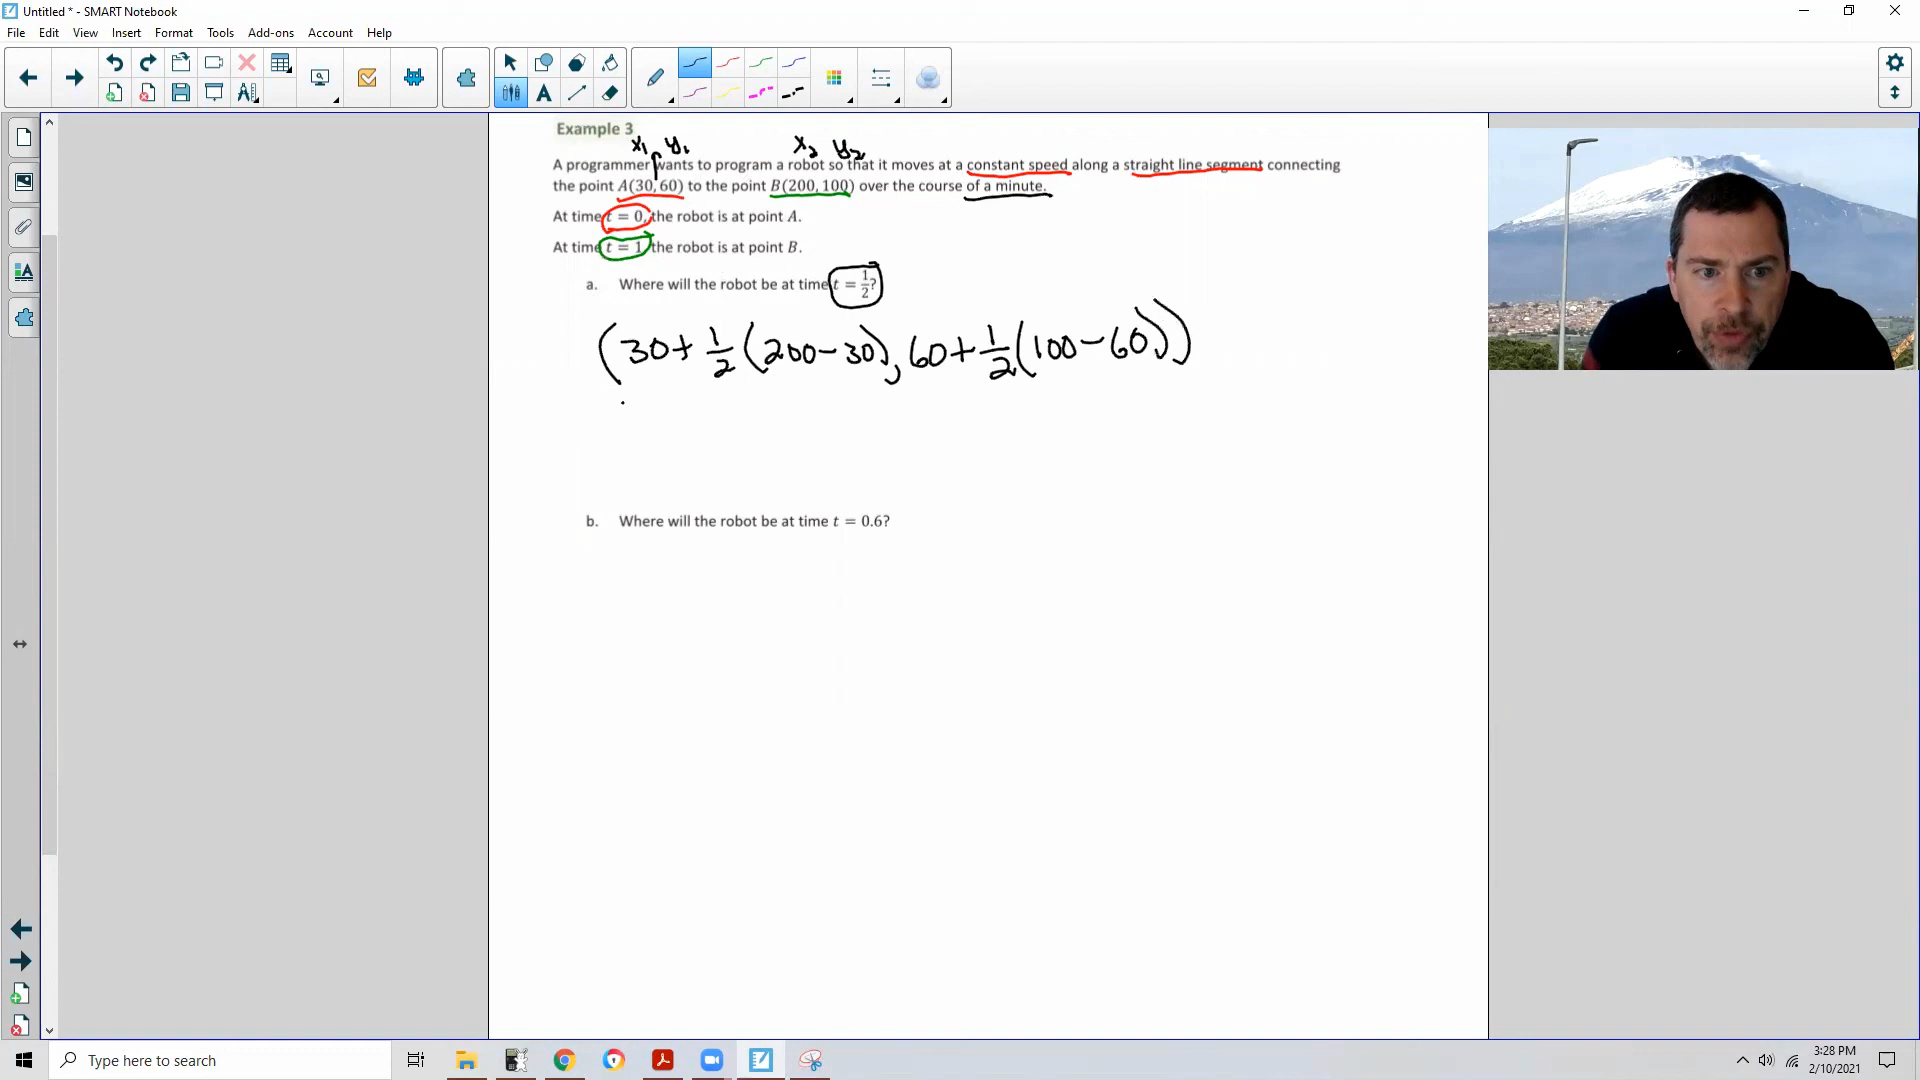 Untitled * - SMART Notebook
File Edit View Insert Format Tools Add-ons Account Help
Example 3
x₁ y₁ x₂ y₂
A programmer wants to program a robot so that it moves at a constant speed along a straight line segment connecting
the point A(30, 60) to the point B(200, 100) over the course of a minute.
At time t = 0, the robot is at point A.
At time t = 1, the robot is at point B.
a. Where will the robot be at time t = 1/2?
(30 + 1/2 (200 - 30), 60 + 1/2 (100 - 60))
b. Where will the robot be at time t = 0.6?
Type here to search
3:28 PM
2/10/2021